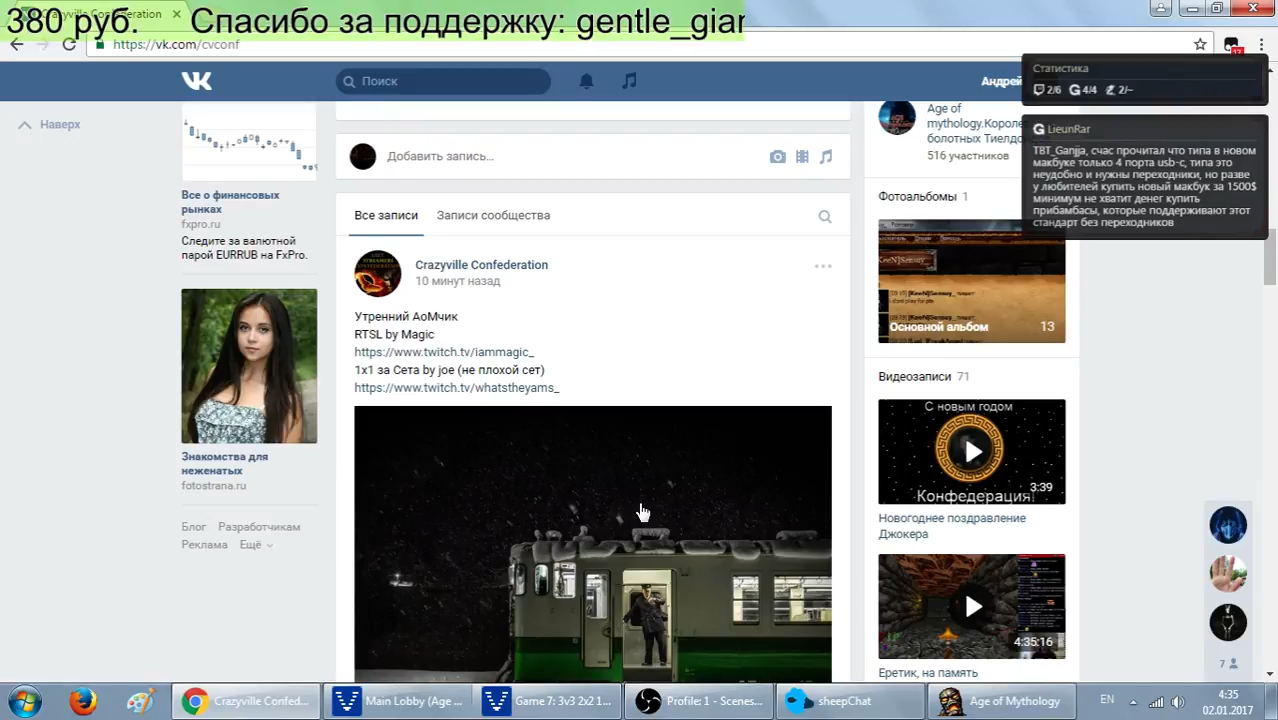 380 руб. Спасибо за поддержку: gentle_giar
Crazyville Confederation
https://vk.com/cvconf
12
Поиск
Андрей
Статистика
2/6 4/4 2/--
LieunRar
TBT_Ganjja, счас прочитал что типа в новом
макбуке только 4 порта usb-c, типа это
неудобно и нужны переходники, но разве
у любителей купить новый макбук за 1500$
минимум не хватит денег купить
прибамбасы, которые поддерживают этот
стандарт без переходников
Наверх
Все о финансовых
рынках
fxpro.ru
Следите за валютной
парой EURRUB на FxPro.
Знакомства для
неженатых
fotostrana.ru
Блог Разработчикам
Реклама Ещё
Добавить запись...
Все записи Записи сообщества
Crazyville Confederation
10 минут назад
Утренний АоМчик
RTSL by Magic
https://www.twitch.tv/iammagic_
1x1 за Сета by joe (не плохой сет)
https://www.twitch.tv/whatstheyams_
Age of
mythology.Короле
болотных Тиелдо
516 участников
Фотоальбомы 1
Основной альбом 13
Видеозаписи 71
С новым годом
Конфедерация!
3:39
Новогоднее поздравление
Джокера
4:35:16
Еретик, на память
7
Crazyville Confed...
Main Lobby (Age ...
Game 7: 3v3 2x2 1...
Profile: 1 - Scenes...
sheepChat
Age of Mythology
EN
4:35
02.01.2017